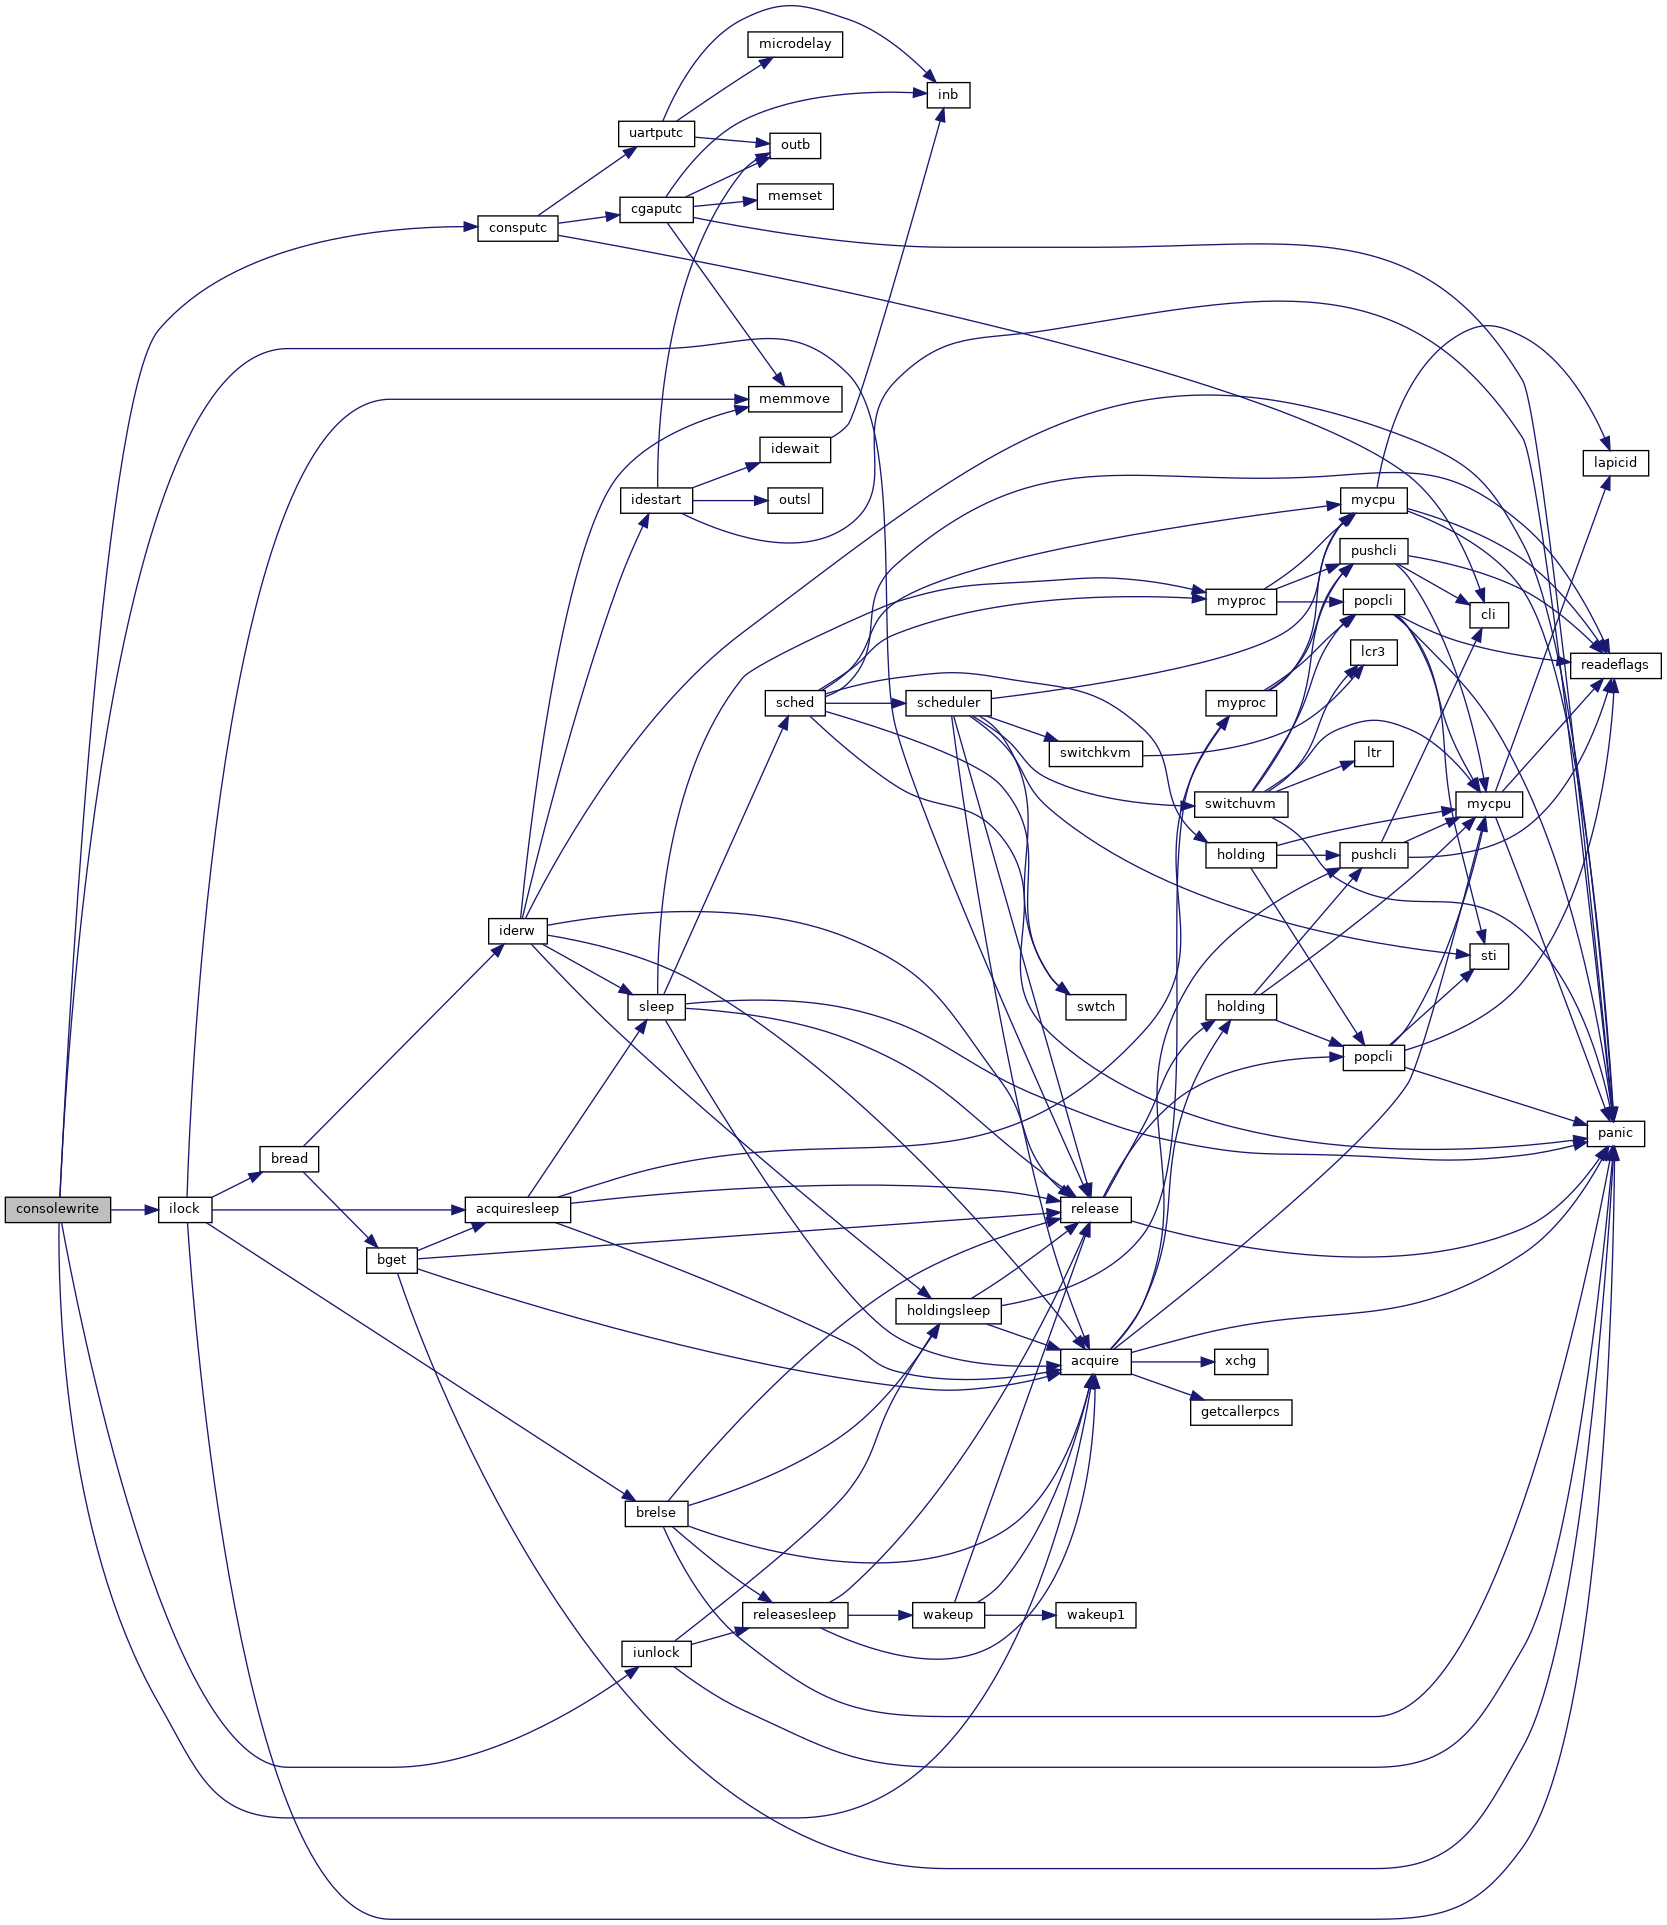 microdelay
inb
uartputc
outb
memset
cgaputc
consputc
memmove
idewait
lapicid
idestart
outsl
mycpu
pushcli
myproc
popcli
cli
lcr3
readeflags
sched
scheduler
myproc
switchkvm
ltr
switchuvm
mycpu
holding
pushcli
iderw
sti
sleep
swtch
holding
popcli
panic
bread
consolewrite
ilock
acquiresleep
release
bget
holdingsleep
acquire
xchg
getcallerpcs
brelse
releasesleep
wakeup
wakeup1
iunlock